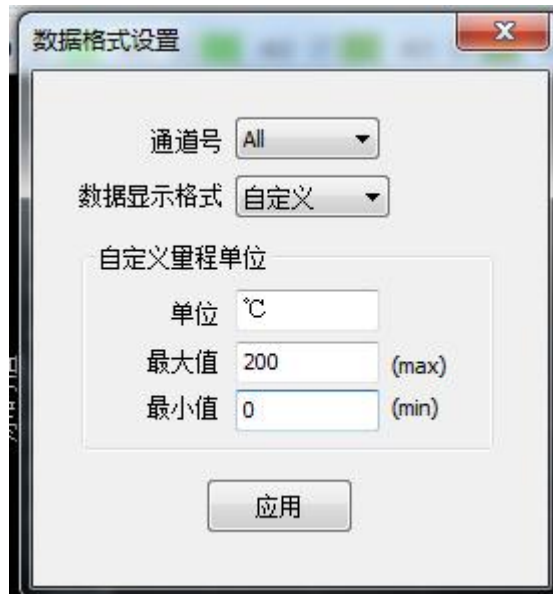 数据格式设置
通道号 All
数据显示格式 自定义
自定义量程单位
单位 ℃
最大值 200 (max)
最小值 0 (min)
应用